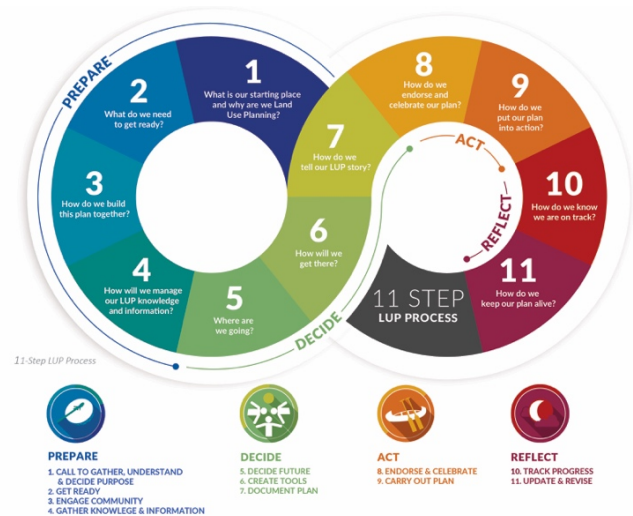 PREPARE
1
What is our starting place
and why are we Land
Use Planning?
2
What do we need
to get ready?
3
How do we build
this plan together?
4
How will we manage
our LUP knowledge
and information?
5
Where are
we going?
6
How will we
get there?
7
How do we
tell our LUP story?
DECIDE
8
How do we
endorse and
celebrate our plan?
9
How do we
put our plan
into action?
ACT
10
How do we know
we are on track?
11
How do we
keep our plan alive?
REFLECT
11 STEP
LUP PROCESS
11-Step LUP Process
PREPARE
1. CALL TO GATHER, UNDERSTAND
& DECIDE PURPOSE
2. GET READY
3. ENGAGE COMMUNITY
4. GATHER KNOWLEGE & INFORMATION
DECIDE
5. DECIDE FUTURE
6. CREATE TOOLS
7. DOCUMENT PLAN
ACT
8. ENDORSE & CELEBRATE
9. CARRY OUT PLAN
REFLECT
10. TRACK PROGRESS
11. UPDATE & REVISE